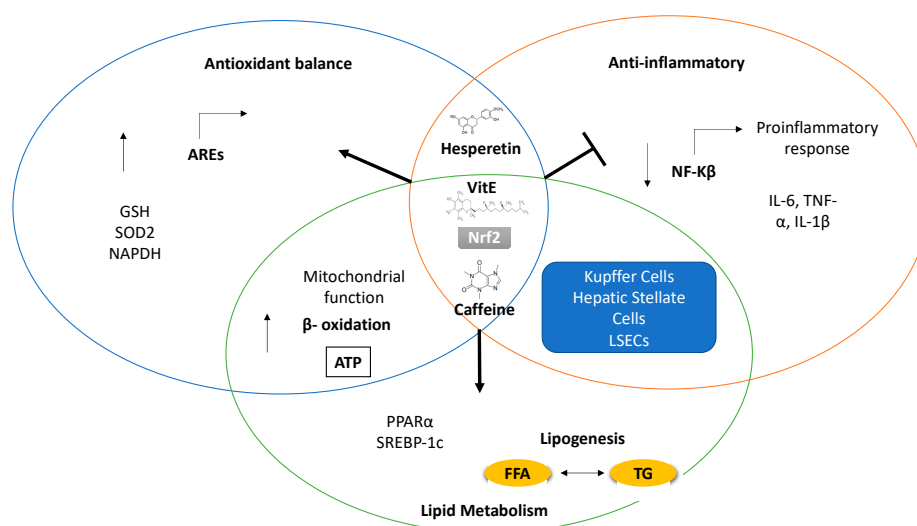 Antioxidant balance
AREs
GSH
SOD2
NAPDH
Anti-inflammatory
NF-Kβ
Proinflammatory
response
IL-6, TNF-
α, IL-1β
Hesperetin
VitE
Nrf2
Caffeine
Mitochondrial
function
β- oxidation
ATP
Kupffer Cells
Hepatic Stellate
Cells
LSECs
PPARα
SREBP-1c
Lipogenesis
FFA
TG
Lipid Metabolism